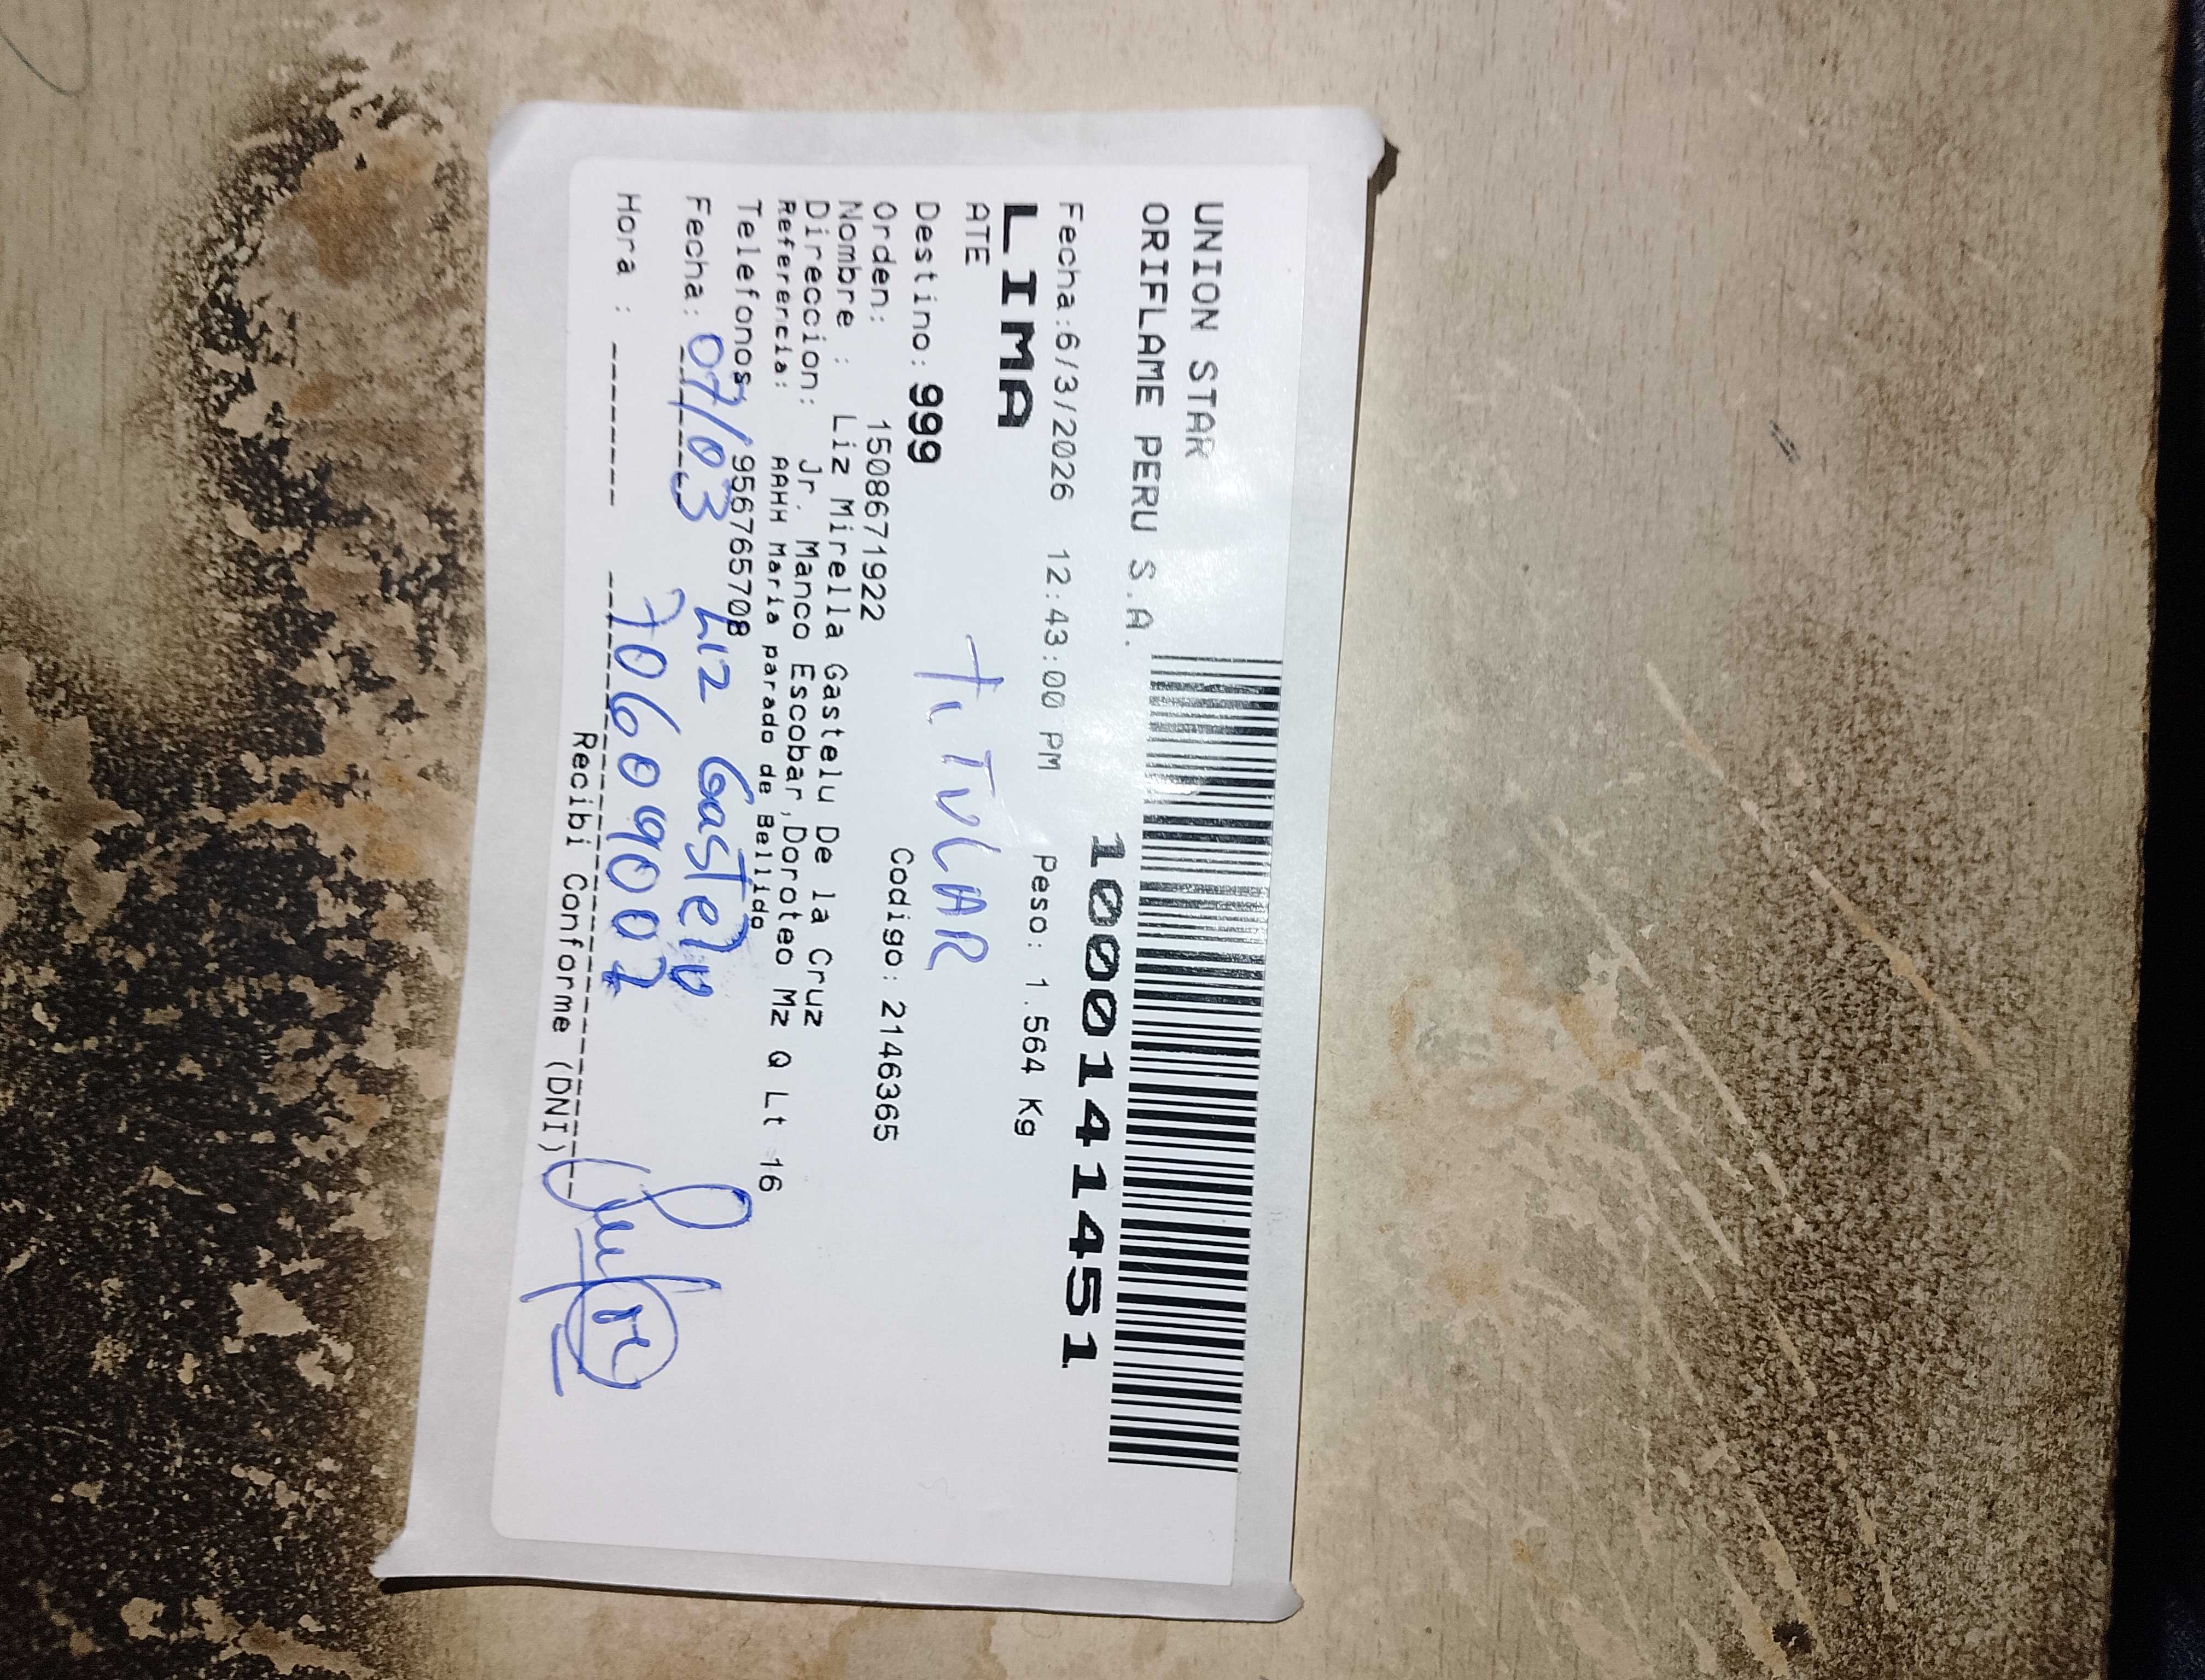 UNION STAR
ORIFLAME PERU S.A.
10001414451
Fecha:6/3/2026 12:43:00 PM Peso: 1.564 Kg
LIMA
ATE
TiTULAR
Destino: 999
Orden: 1508671922 Codigo: 2146365
Nombre : Liz Mirella Gastelu De la Cruz
Direccion: Jr. Manco Escobar,Doroteo Mz Q Lt 16
Referencia: AAHH Maria parado de Bellido
Telefonos 956765708
Fecha: 07/03 Liz Gastelu
Hora : 70609007
Recibi Conforme (DNI)